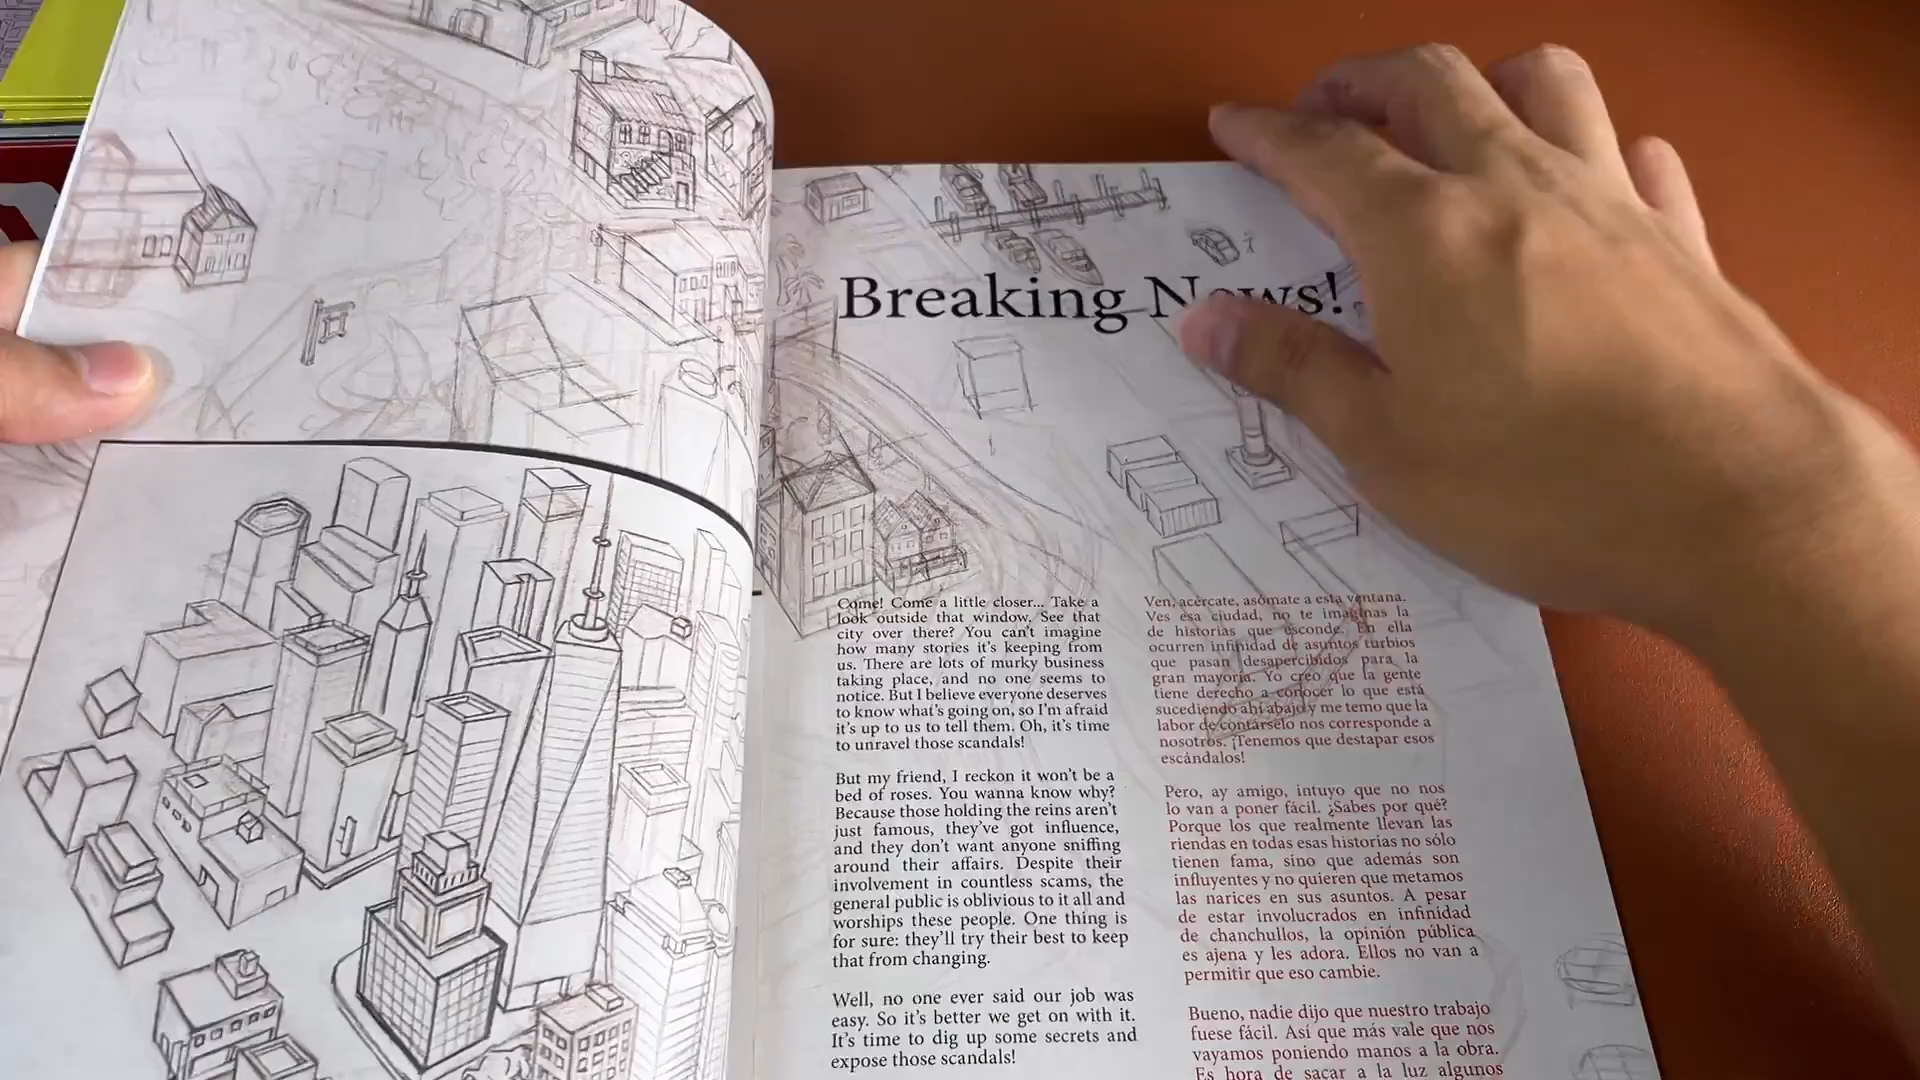 Breaking News!
Come! Come a little closer... Take a
look outside that window. See that
city over there? You can't imagine
how many stories it's keeping from
us. There are lots of murky business
taking place, and no one seems to
notice. But I believe everyone deserves
to know what's going on, so I'm afraid
it's up to us to tell them. Oh, it's time
to unravel those scandals!
But my friend, I reckon it won't be a
bed of roses. You wanna know why?
Because those holding the reins aren't
just famous, they've got influence,
and they don't want anyone sniffing
around their affairs. Despite their
involvement in countless scams, the
general public is oblivious to it all and
worships these people. One thing is
for sure: they'll try their best to keep
that from changing.
Well, no one ever said our job was
easy. So it's better we get on with it.
It's time to dig up some secrets and
expose those scandals!
Ven, acércate, asómate a esta ventana.
Ves esa ciudad, no te imaginas la
de historias que esconde. En ella
ocurren infinidad de asuntos turbios
que pasan desapercibidos para la
gran mayoría. Yo creo que la gente
tiene derecho a conocer lo que está
sucediendo ahí abajo y me temo que la
labor de contárselo nos corresponde a
nosotros. ¡Tenemos que destapar esos
escándalos!
Pero, ay amigo, intuyo que no nos
lo van a poner fácil. ¿Sabes por qué?
Porque los que realmente llevan las
riendas en todas esas historias no sólo
tienen fama, sino que además son
influyentes y no quieren que metamos
las narices en sus asuntos. A pesar
de estar involucrados en infinidad
de chanchullos, la opinión pública
es ajena y les adora. Ellos no van a
permitir que eso cambie.
Bueno, nadie dijo que nuestro trabajo
fuese fácil. Así que más vale que nos
vayamos poniendo manos a la obra.
Es hora de sacar a la luz algunos